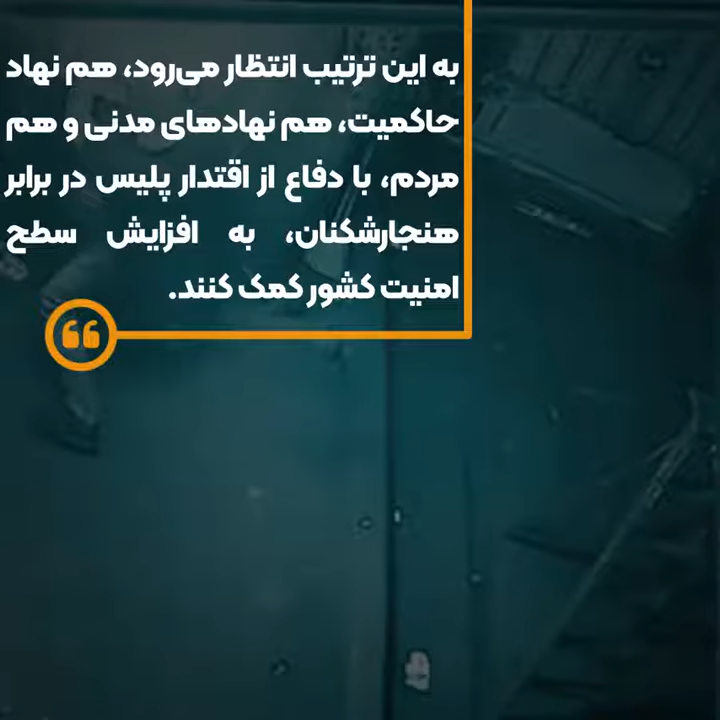 به این ترتیب انتظار می‌رود، هم نهاد
حاکمیت، هم نهادهای مدنی و هم
مردم، با دفاع از اقتدار پلیس در برابر
هنجارشکنان، به افزایش سطح
امنیت کشور کمک کنند.